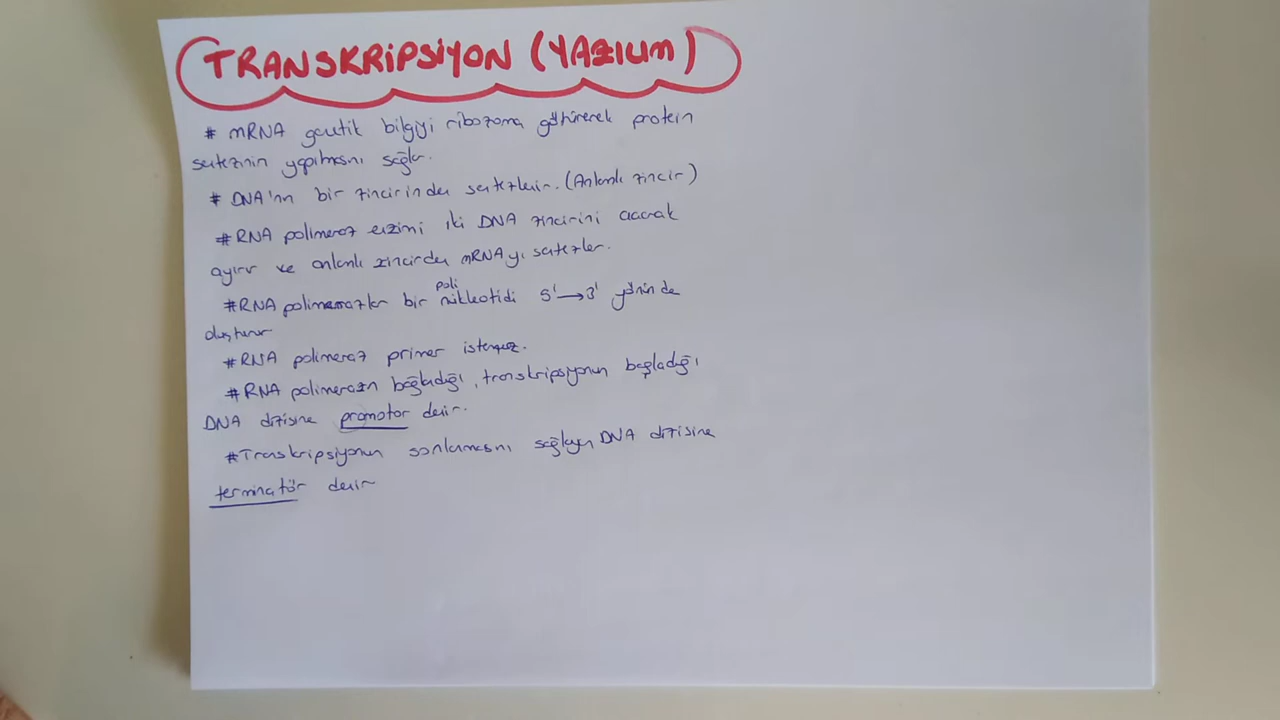 TRANSKRİPSİYON (YAZILIM)
# mRNA genetik bilgiyi ribozoma götürerek protein
sentezinin yapılmasını sağlar.
# DNA'nın bir zincirinden sentezlenir. (Anlamlı zincir)
#RNA polimeraz enzimi iki DNA zincirini açarak
ayırır ve anlamlı zincirden mRNA'yı sentezler.
poli
#RNA polimerazlar bir nükleotidi 5'→3' yönünde
oluşturur
#RNA polimeraz primer istemez.
#RNA polimerazın bağladığı, transkripsiyonun başladığı
DNA dizisine promotor denir.
#Transkripsiyonun sonlanmasını sağlayan DNA dizisine
terminatör denir